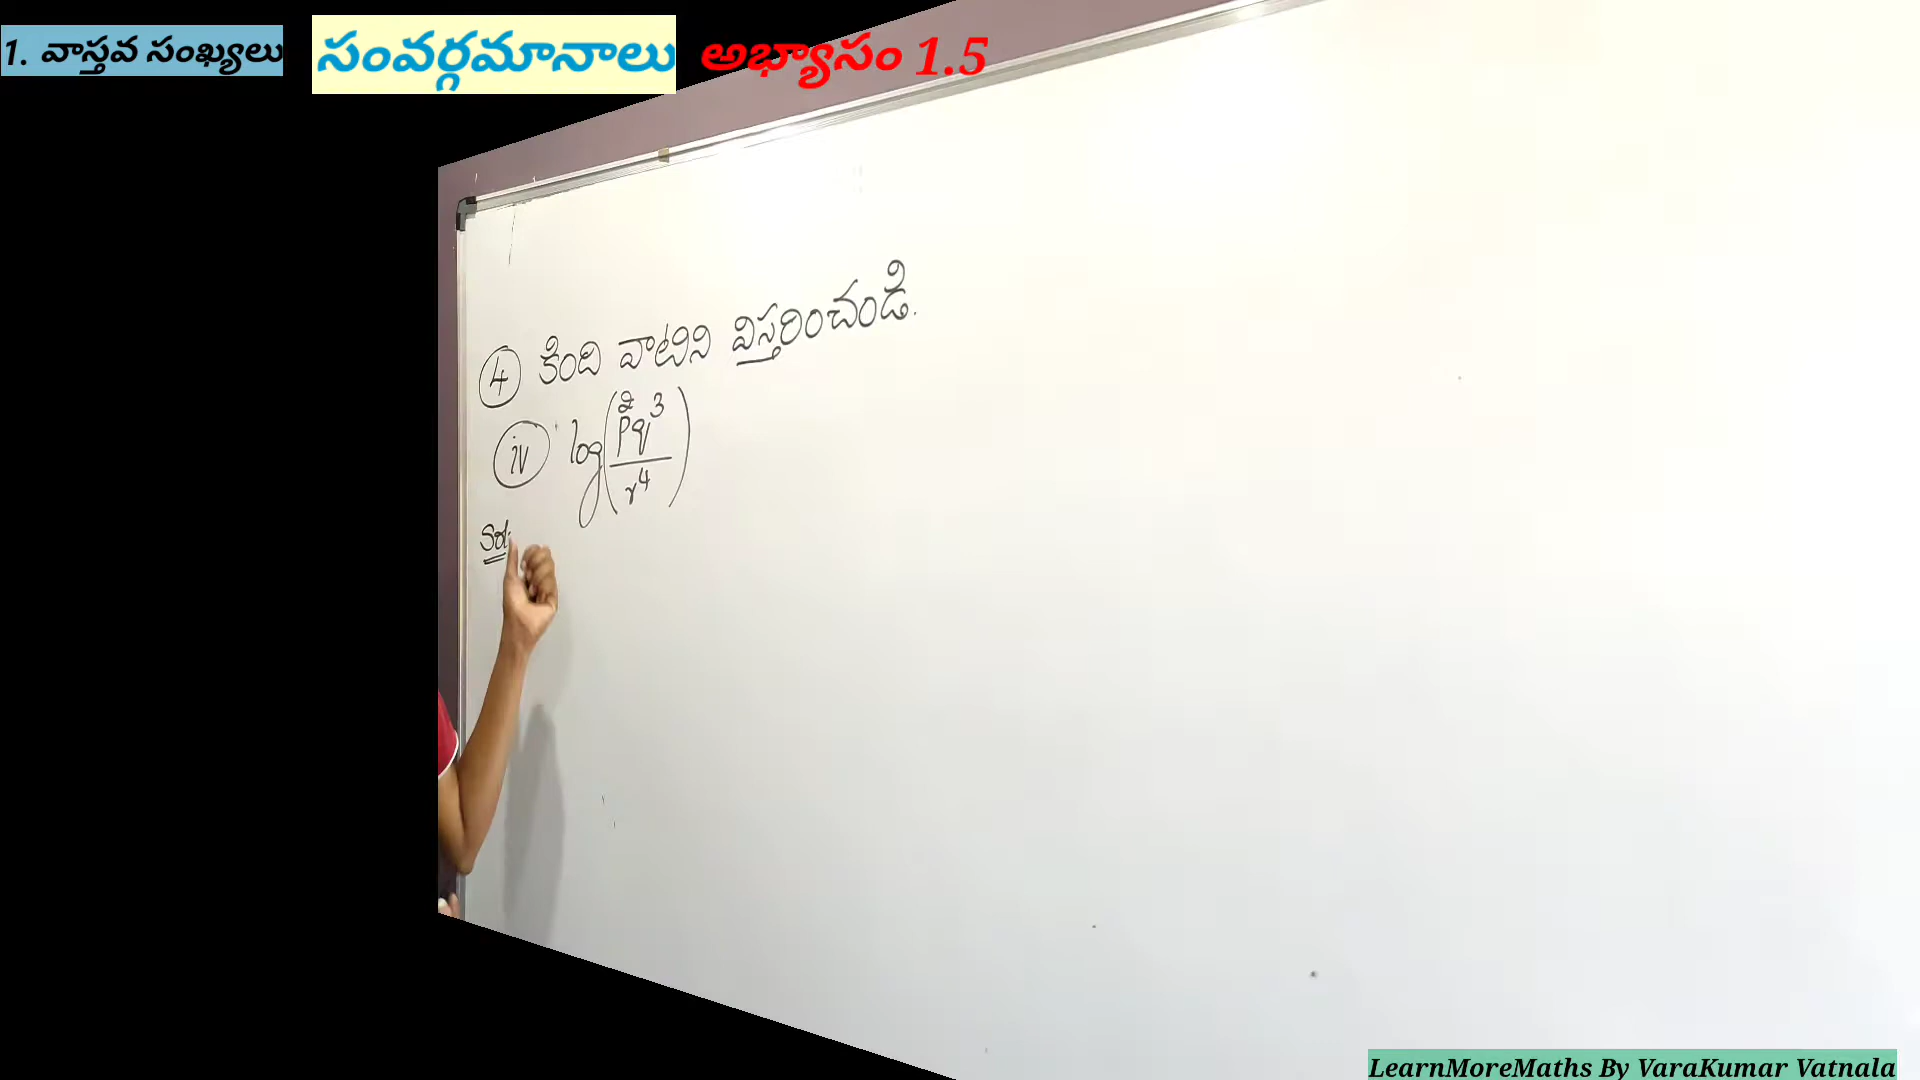 1. వాస్తవ సంఖ్యలు సంవర్గమానాలు అభ్యాసం 1.5
4 కింది వాటిని విస్తరించండి.
iv log(p²q³/r⁴)
Sol:
LearnMoreMaths By VaraKumar Vatnala